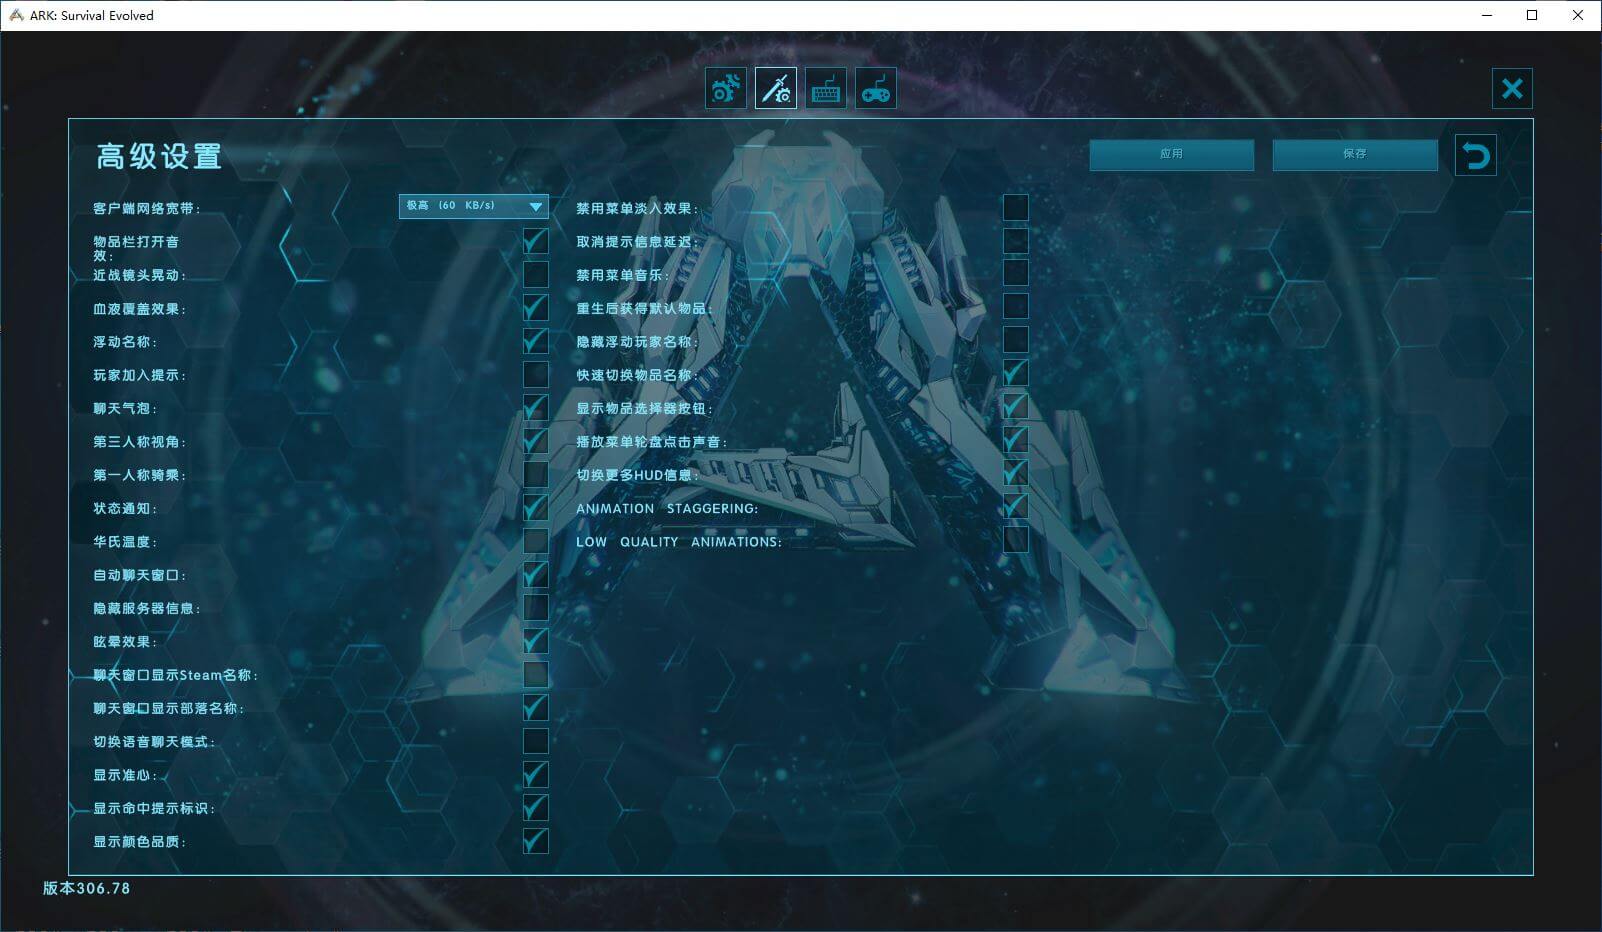 ARK: Survival Evolved
高级设置
应用
保存
客户端网络宽带:
极高 (60 KB/s)
物品栏打开音
效:
近战镜头晃动:
血液覆盖效果:
浮动名称:
玩家加入提示:
聊天气泡:
第三人称视角:
第一人称骑乘:
状态通知:
华氏温度:
自动聊天窗口:
隐藏服务器信息:
眩晕效果:
聊天窗口显示Steam名称:
聊天窗口显示部落名称:
切换语音聊天模式:
显示准心:
显示命中提示标识:
显示颜色品质:
禁用菜单淡入效果:
取消提示信息延迟:
禁用菜单音乐:
重生后获得默认物品:
隐藏浮动玩家名称:
快速切换物品名称:
显示物品选择器按钮:
播放菜单轮盘点击声音:
切换更多HUD信息:
ANIMATION STAGGERING:
LOW QUALITY ANIMATIONS:
版本306.78